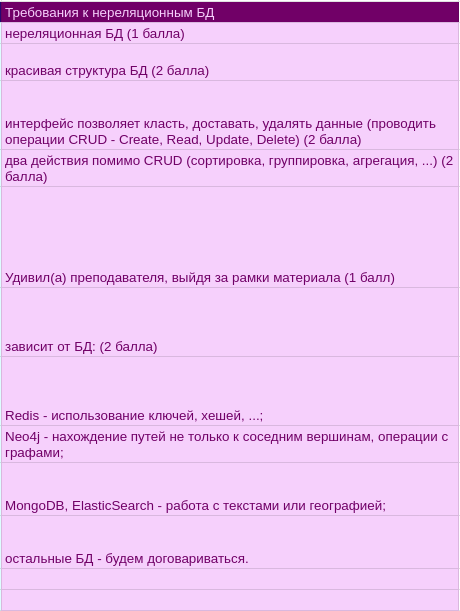 Требования к нереляционным БД
нереляционная БД (1 балла)
красивая структура БД (2 балла)
интерфейс позволяет класть, доставать, удалять данные (проводить
операции CRUD - Create, Read, Update, Delete) (2 балла)
два действия помимо CRUD (сортировка, группировка, агрегация, ...) (2
балла)
Удивил(а) преподавателя, выйдя за рамки материала (1 балл)
зависит от БД: (2 балла)
Redis - использование ключей, хешей, ...;
Neo4j - нахождение путей не только к соседним вершинам, операции с
графами;
MongoDB, ElasticSearch - работа с текстами или географией;
остальные БД - будем договариваться.